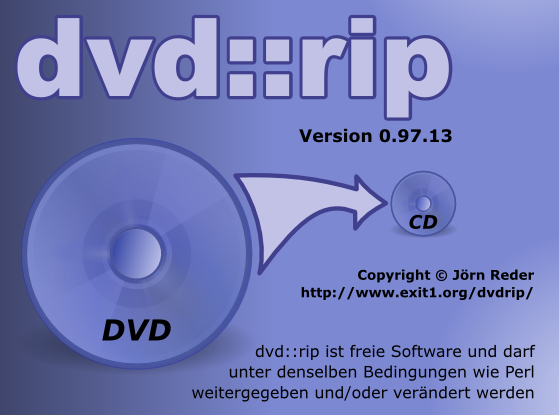 dvd::rip
Version 0.97.13
CD
DVD
Copyright © Jörn Reder
http://www.exit1.org/dvdrip/
dvd::rip ist freie Software und darf
unter denselben Bedingungen wie Perl
weitergegeben und/oder verändert werden